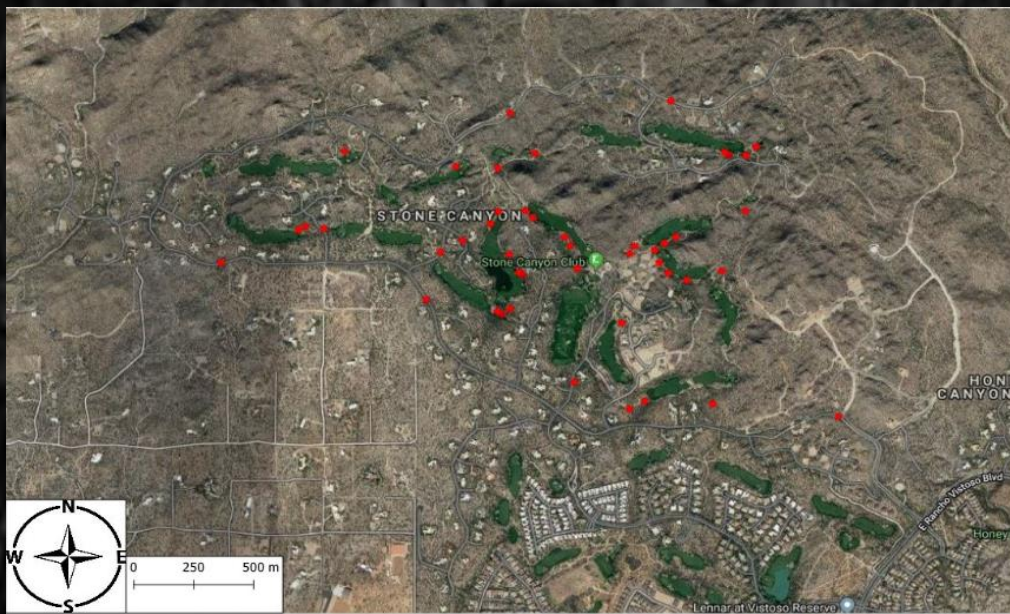 STONE CANYON
Stone Canyon Club
HON
CANYON
E Rancho Vistoso Blvd
Honey
Lennar at Vistoso Reserve
N
W E
S
0 250 500 m